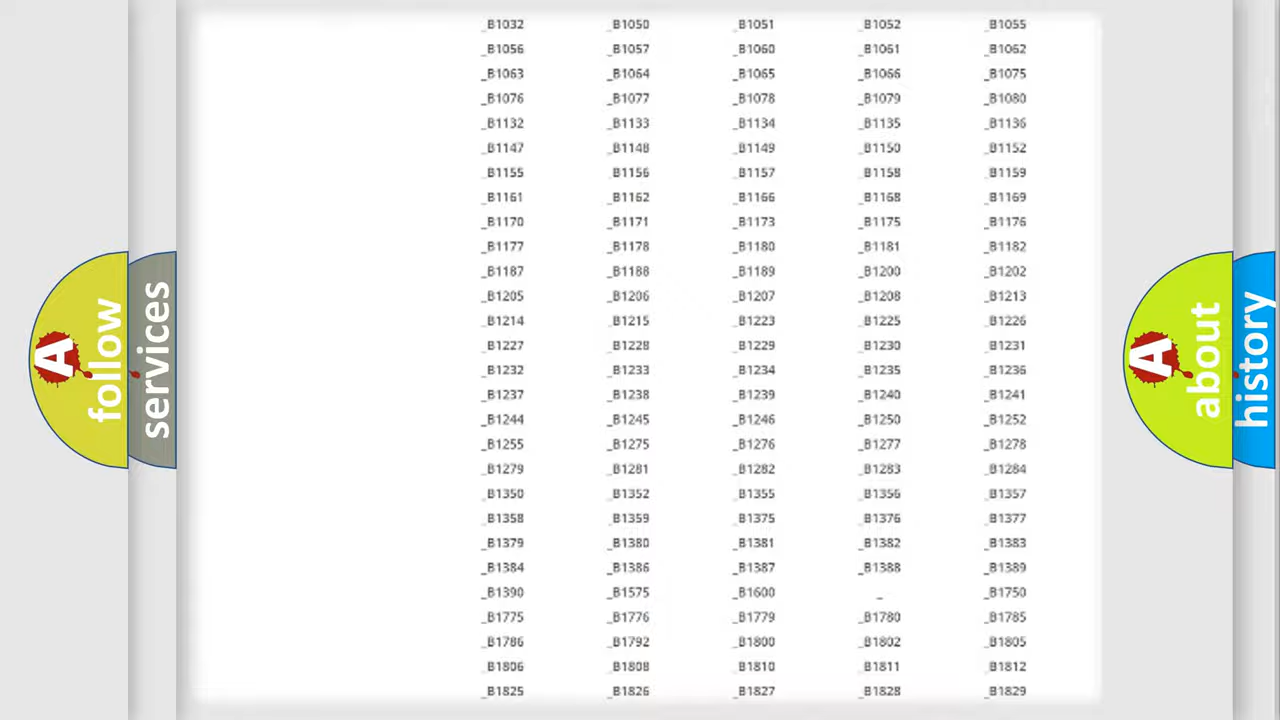 _B1032 _B1050 _B1051 _B1052 _B1055
_B1056 _B1057 _B1060 _B1061 _B1062
_B1063 _B1064 _B1065 _B1066 _B1075
_B1076 _B1077 _B1078 _B1079 _B1080
_B1132 _B1133 _B1134 _B1135 _B1136
_B1147 _B1148 _B1149 _B1150 _B1152
_B1155 _B1156 _B1157 _B1158 _B1159
_B1161 _B1162 _B1166 _B1168 _B1169
_B1170 _B1171 _B1173 _B1175 _B1176
_B1177 _B1178 _B1180 _B1181 _B1182
_B1187 _B1188 _B1189 _B1200 _B1202
_B1205 _B1206 _B1207 _B1208 _B1213
_B1214 _B1215 _B1223 _B1225 _B1226
_B1227 _B1228 _B1229 _B1230 _B1231
_B1232 _B1233 _B1234 _B1235 _B1236
_B1237 _B1238 _B1239 _B1240 _B1241
_B1244 _B1245 _B1246 _B1250 _B1252
_B1255 _B1275 _B1276 _B1277 _B1278
_B1279 _B1281 _B1282 _B1283 _B1284
_B1350 _B1352 _B1355 _B1356 _B1357
_B1358 _B1359 _B1375 _B1376 _B1377
_B1379 _B1380 _B1381 _B1382 _B1383
_B1384 _B1386 _B1387 _B1388 _B1389
_B1390 _B1575 _B1600 _ _B1750
_B1775 _B1776 _B1779 _B1780 _B1785
_B1786 _B1792 _B1800 _B1802 _B1805
_B1806 _B1808 _B1810 _B1811 _B1812
_B1825 _B1826 _B1827 _B1828 _B1829
A follow
services
A about
history